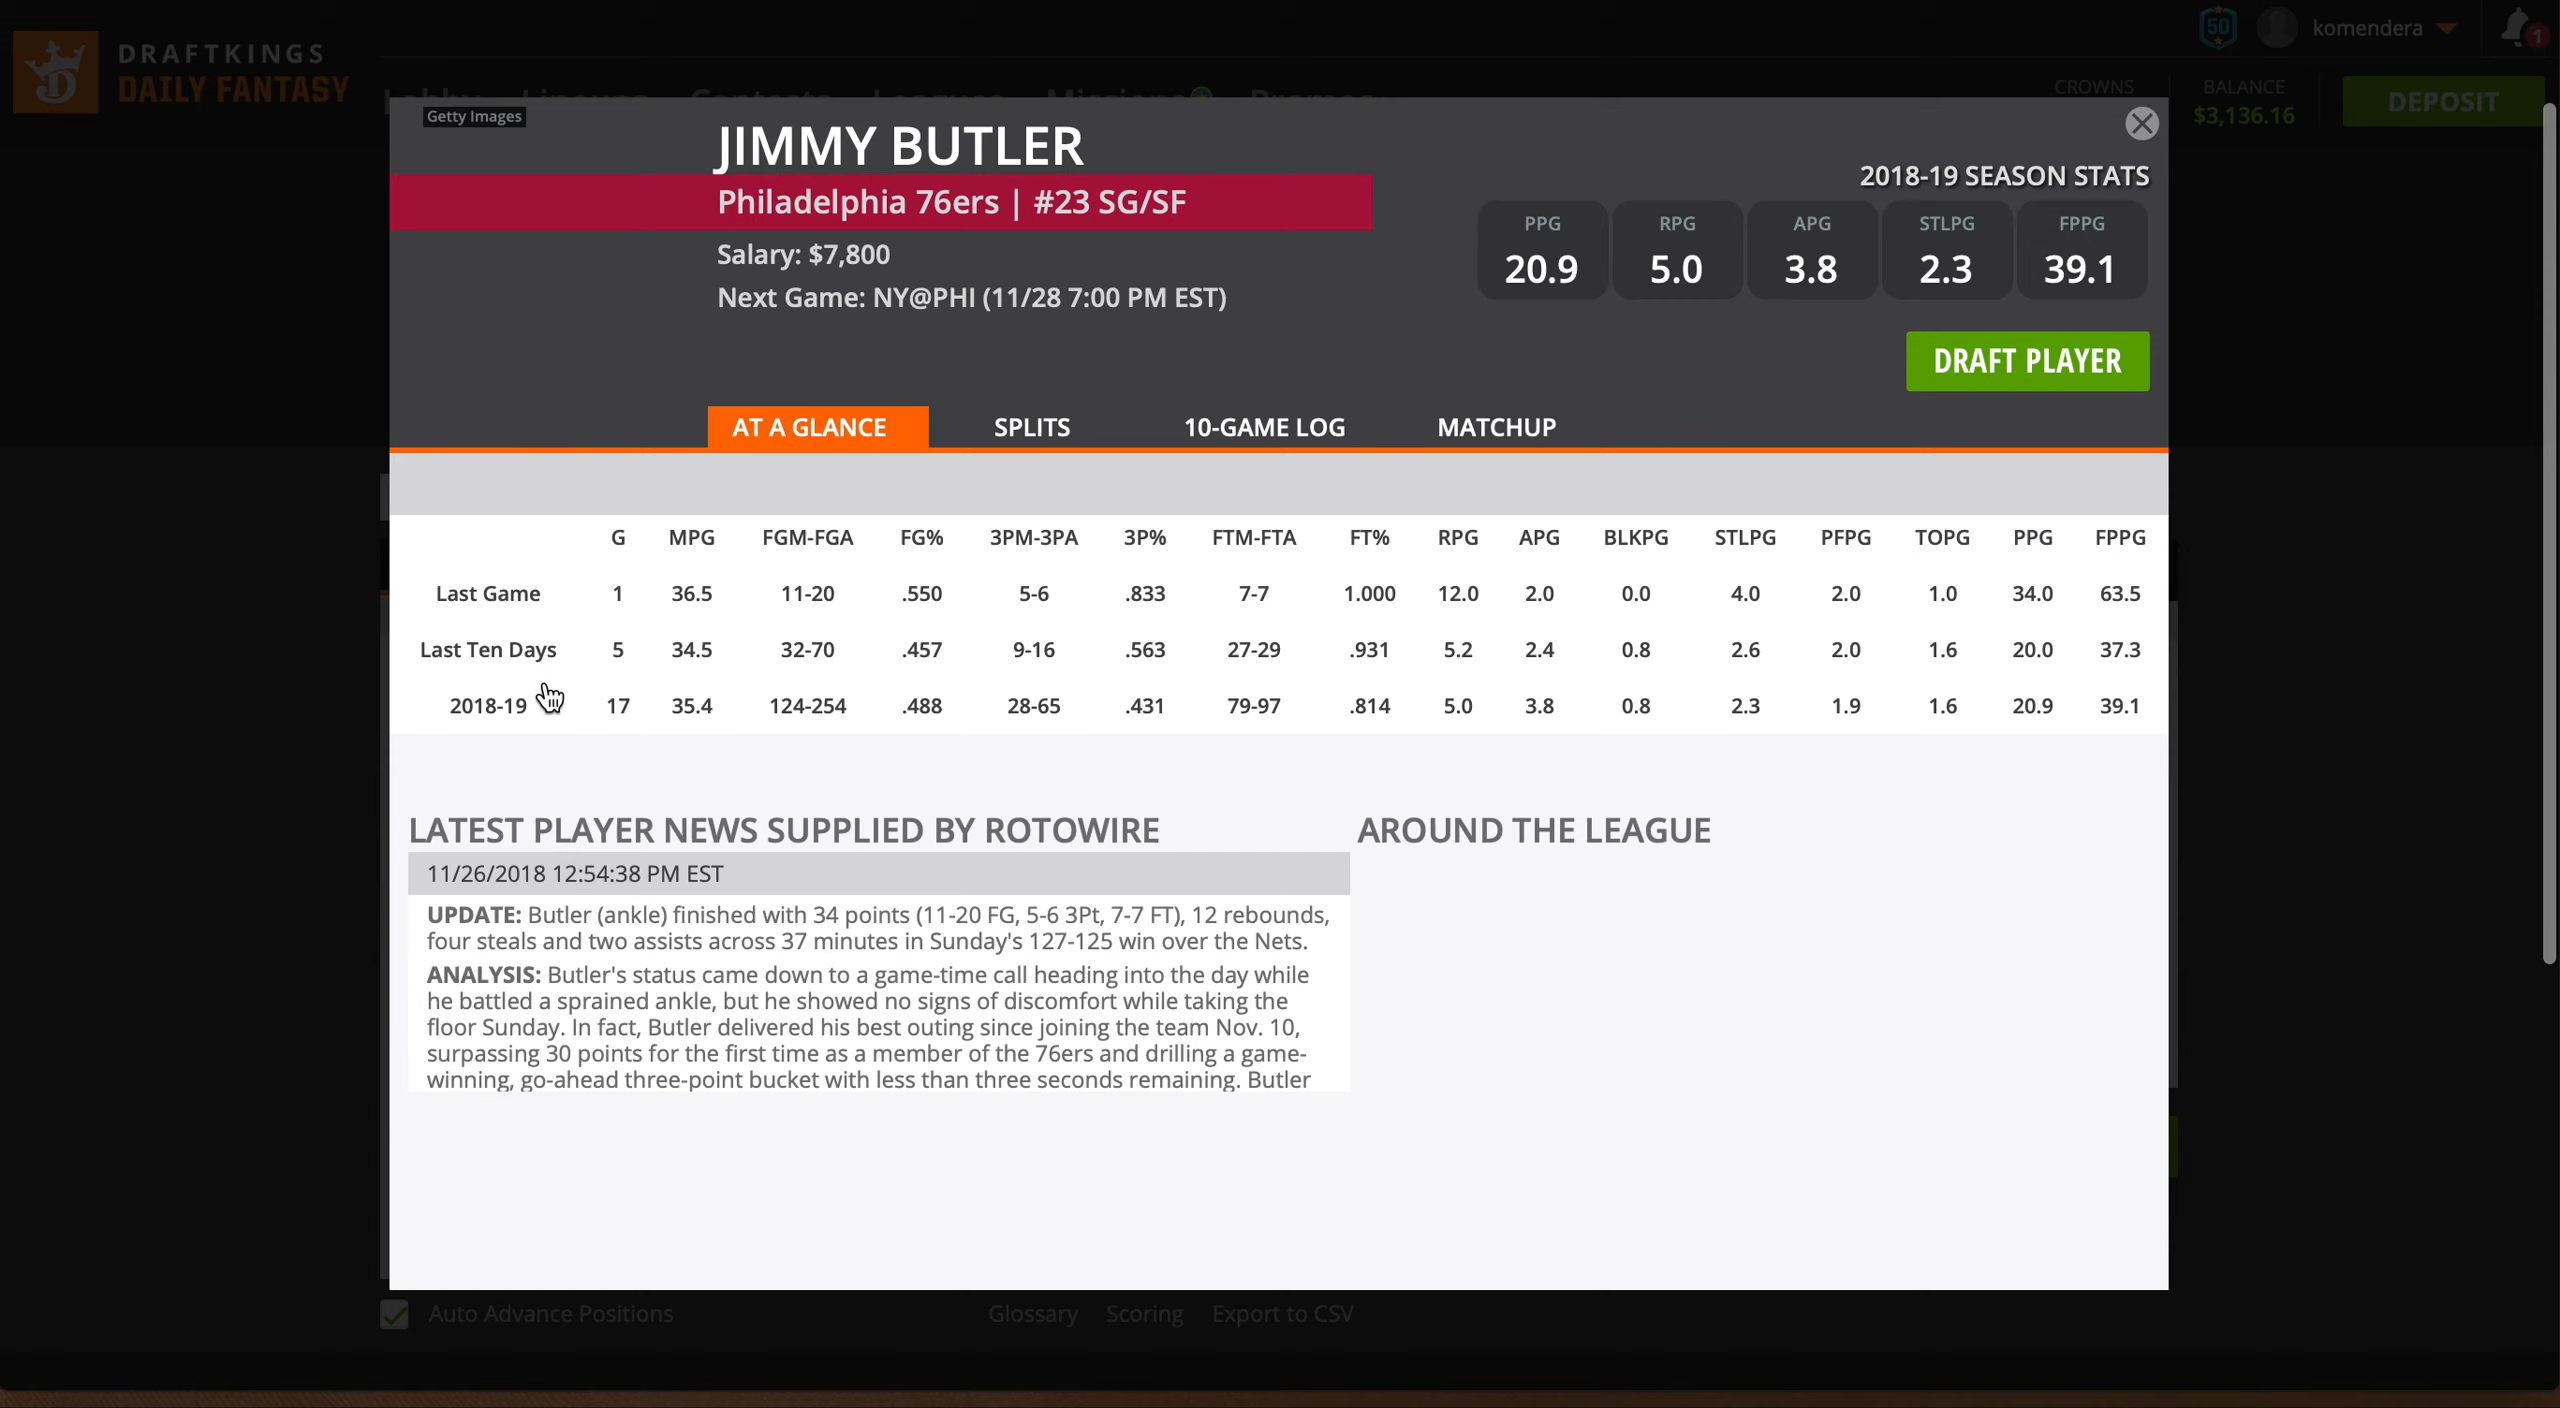 DRAFTKINGS
DAILY FANTASY
50
komendera
1
Lobby Lineups Contests Leagues Missions Promos
CROWNS
BALANCE
$3,136.16
DEPOSIT
Getty Images
JIMMY BUTLER
Philadelphia 76ers | #23 SG/SF
Salary: $7,800
Next Game: NY@PHI (11/28 7:00 PM EST)
2018-19 SEASON STATS
PPG RPG APG STLPG FPPG
20.9 5.0 3.8 2.3 39.1
DRAFT PLAYER
AT A GLANCE SPLITS 10-GAME LOG MATCHUP
G MPG FGM-FGA FG% 3PM-3PA 3P% FTM-FTA FT% RPG APG BLKPG STLPG PFPG TOPG PPG FPPG
Last Game 1 36.5 11-20 .550 5-6 .833 7-7 1.000 12.0 2.0 0.0 4.0 2.0 1.0 34.0 63.5
Last Ten Days 5 34.5 32-70 .457 9-16 .563 27-29 .931 5.2 2.4 0.8 2.6 2.0 1.6 20.0 37.3
2018-19 17 35.4 124-254 .488 28-65 .431 79-97 .814 5.0 3.8 0.8 2.3 1.9 1.6 20.9 39.1
LATEST PLAYER NEWS SUPPLIED BY ROTOWIRE
11/26/2018 12:54:38 PM EST
UPDATE: Butler (ankle) finished with 34 points (11-20 FG, 5-6 3Pt, 7-7 FT), 12 rebounds,
four steals and two assists across 37 minutes in Sunday's 127-125 win over the Nets.
ANALYSIS: Butler's status came down to a game-time call heading into the day while
he battled a sprained ankle, but he showed no signs of discomfort while taking the
floor Sunday. In fact, Butler delivered his best outing since joining the team Nov. 10,
surpassing 30 points for the first time as a member of the 76ers and drilling a game-
winning, go-ahead three-point bucket with less than three seconds remaining. Butler
AROUND THE LEAGUE
Auto Advance Positions
Glossary Scoring Export to CSV